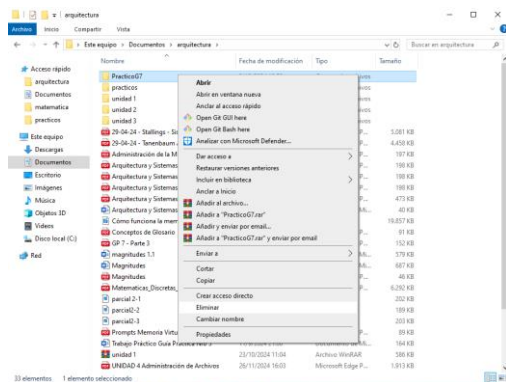 arquitectura
Archivo Inicio Compartir Vista
Este equipo > Documentos > arquitectura >
Buscar en arquitectura
Nombre Fecha de modificación Tipo Tamaño
Acceso rápido
arquitectura
Documentos
matematica
practicos
Este equipo
Descargas
Documentos
Escritorio
Imágenes
Música
Objetos 3D
Videos
Disco local (C:)
Red
PracticoG7
practicos
unidad 1
unidad 2
unidad 3
29-04-24 - Stallings - Sis
29-04-24 - Tanenbaum
Administración de la M
Arquitectura y Sistemas
Arquitectura y Sistemas
Arquitectura y Sistemas
Arquitectura y Sistemas
Arquitectura y Sistemas
Cómo funciona la mem
Conceptos de Glosario
GP 7 - Parte 3
magnitudes 1.1
Magnitudes
Magnitudes
Matematicas_Discretas_
parcial 2-1
parcial2-2
parcial2-3
Prompts Memoria Virtu
Trabajo Práctico Guía
unidad 1 23/10/2024 11:04 Archivo WinRAR 586 KB
UNIDAD 4 Administración de Archivos 26/11/2024 16:03 Microsoft Edge P... 1.913 KB
Abrir
Abrir en ventana nueva
Anclar al acceso rápido
Open Git GUI here
Open Git Bash here
Analizar con Microsoft Defender...
Dar acceso a
Restaurar versiones anteriores
Incluir en biblioteca
Anclar a Inicio
Añadir al archivo...
Añadir a "PracticoG7.rar"
Añadir y enviar por email...
Añadir a "PracticoG7.rar" y enviar por email
Enviar a
Cortar
Copiar
Crear acceso directo
Eliminar
Cambiar nombre
Propiedades
5.081 KB
4.450 KB
197 KB
198 KB
198 KB
198 KB
473 KB
40 KB
19.857 KB
91 KB
152 KB
579 KB
687 KB
46 KB
6.292 KB
202 KB
189 KB
203 KB
89 KB
164 KB
33 elementos 1 elemento seleccionado